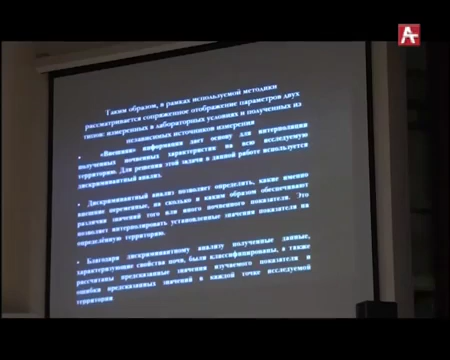 Таким образом, в рамках используемой методики
рассматривается сопряженное отображение параметров двух
типов: измеренных в лабораторных условиях и полученных из
независимых источников измерения
• «Внешняя» информация дает основу для интерполяции
полученных почвенных характеристик на всю исследуемую
территорию. Для решения этой задачи в данной работе используется
дискриминантный анализ.
• Дискриминантный анализ позволяет определить, какие именно
внешние переменные, на сколько и каким образом обеспечивают
различия значений того или иного почвенного показателя. Это
позволяет интерполировать установленные значения показателя на
определённую территорию.
• Благодаря дискриминантному анализу полученные данные,
характеризующие свойства почв, были классифицированы, а также
рассчитаны предсказанные значения изучаемого показателя и
ошибки предсказанных значений в каждой точке исследуемой
территории